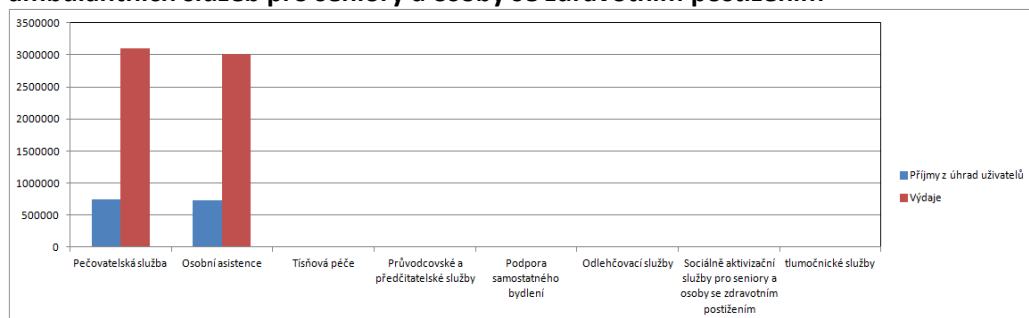 ambulantních služeb pro seniory a osoby se zdravotním postižením
3500000
3000000
2500000
2000000
1500000
1000000
500000
0
Pečovatelská služba
Osobní asistence
Tísňová péče
Průvodcovské a
předčitatelské služby
Podpora
samostatného
bydlení
Odlehčovací služby
Sociálně aktivizační
služby pro seniory a
osoby se zdravotním
postižením
tlumočnické služby
Příjmy z úhrad uživatelů
Výdaje